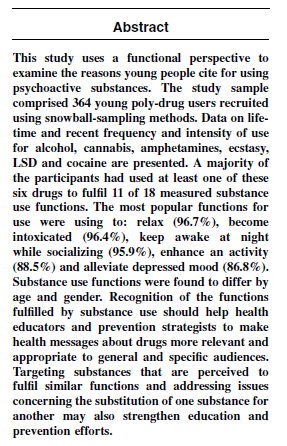 Abstract
This study uses a functional perspective to
examine the reasons young people cite for using
psychoactive substances. The study sample
comprised 364 young poly-drug users recruited
using snowball-sampling methods. Data on life-
time and recent frequency and intensity of use
for alcohol, cannabis, amphetamines, ecstasy,
LSD and cocaine are presented. A majority of
the participants had used at least one of these
six drugs to fulfil 11 of 18 measured substance
use functions. The most popular functions for
use were using to: relax (96.7%), become
intoxicated (96.4%), keep awake at night
while socializing (95.9%), enhance an activity
(88.5%) and alleviate depressed mood (86.8%).
Substance use functions were found to differ by
age and gender. Recognition of the functions
fulfilled by substance use should help health
educators and prevention strategists to make
health messages about drugs more relevant and
appropriate to general and specific audiences.
Targeting substances that are perceived to
fulfil similar functions and addressing issues
concerning the substitution of one substance for
another may also strengthen education and
prevention efforts.